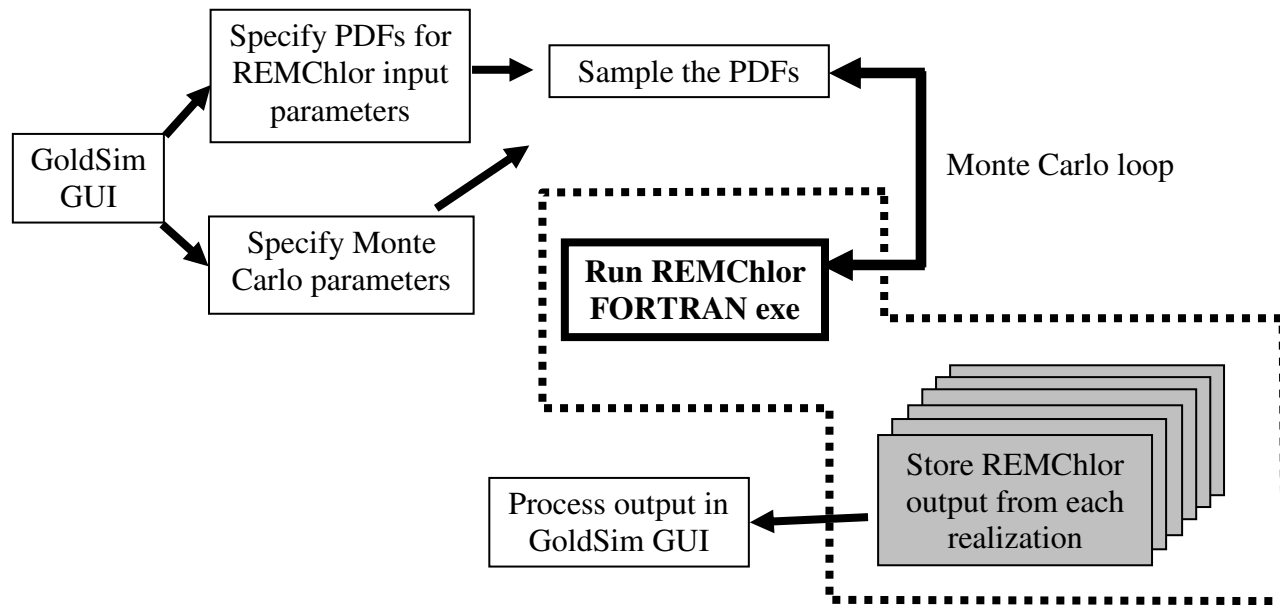 Specify PDFs for
REMChlor input
parameters
Sample the PDFs
GoldSim
GUI
Monte Carlo loop
Specify Monte
Carlo parameters
Run REMChlor
FORTRAN exe
Store REMChlor
output from each
realization
Process output in
GoldSim GUI